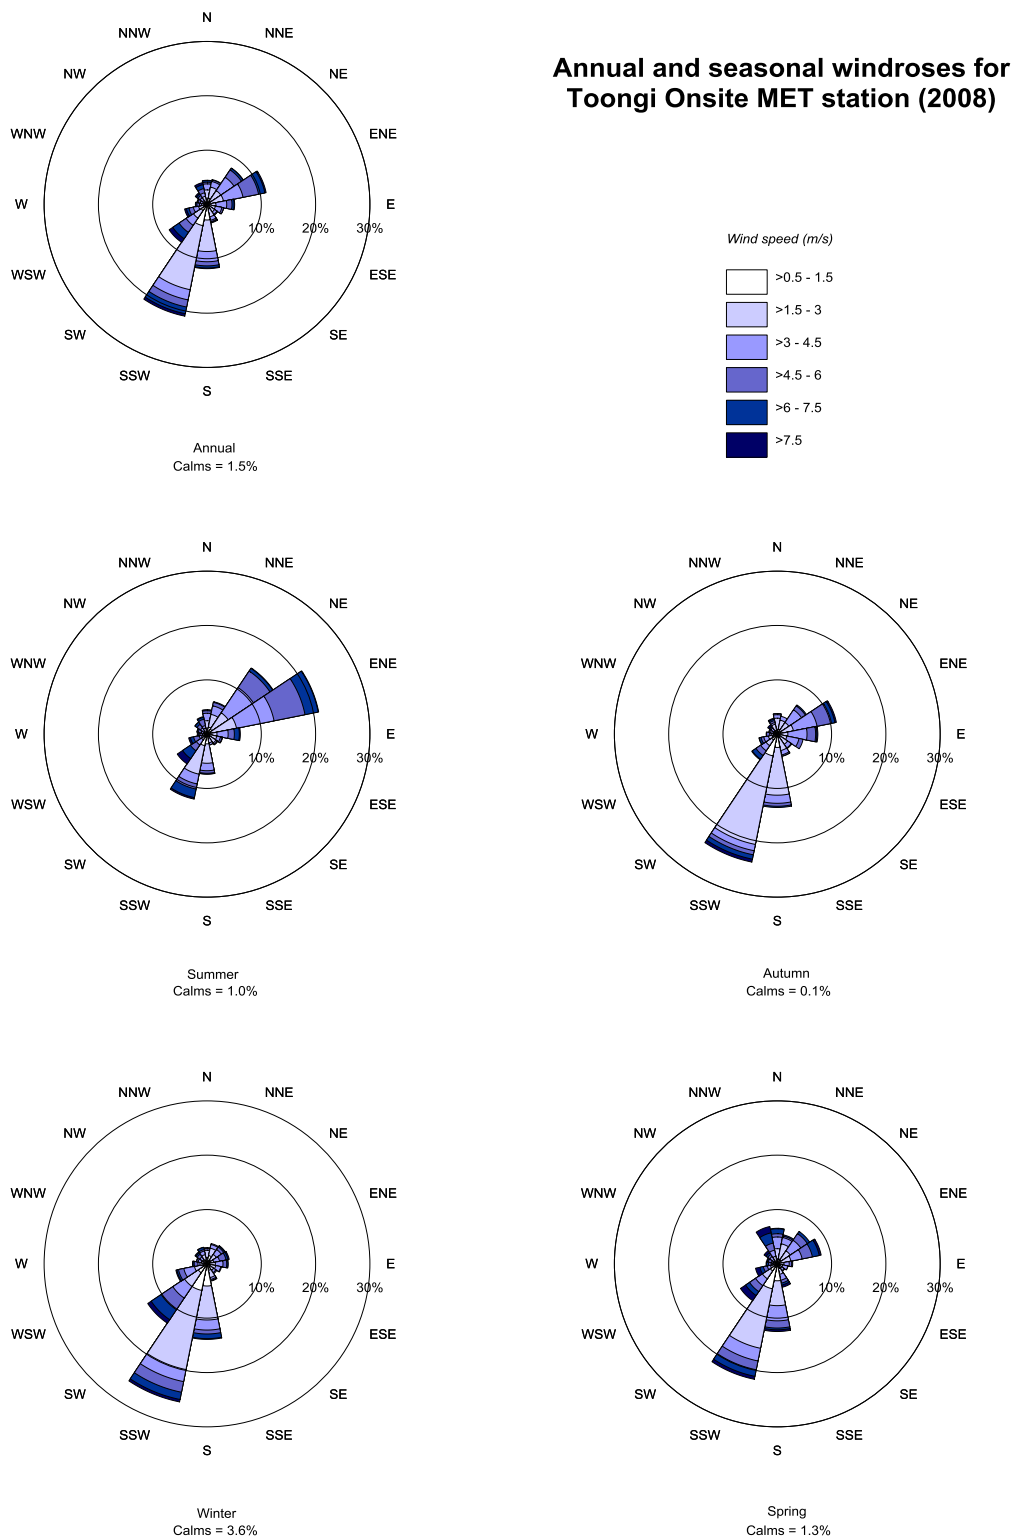 Annual and seasonal windroses for
Toongi Onsite MET station (2008)
Wind speed (m/s)
>0.5 - 1.5
>1.5 - 3
>3 - 4.5
>4.5 - 6
>6 - 7.5
>7.5
N
NNW NNE
NW NE
WNW ENE
W E
10% 20% 30%
WSW ESE
SW SE
SSW SSE
S
Annual
Calms = 1.5%
N
NNW NNE
NW NE
WNW ENE
W E
10% 20% 30%
WSW ESE
SW SE
SSW SSE
S
Summer
Calms = 1.0%
N
NNW NNE
NW NE
WNW ENE
W E
10% 20% 30%
WSW ESE
SW SE
SSW SSE
S
Autumn
Calms = 0.1%
N
NNW NNE
NW NE
WNW ENE
W E
10% 20% 30%
WSW ESE
SW SE
SSW SSE
S
Winter
Calms = 3.6%
N
NNW NNE
NW NE
WNW ENE
W E
10% 20% 30%
WSW ESE
SW SE
SSW SSE
S
Spring
Calms = 1.3%